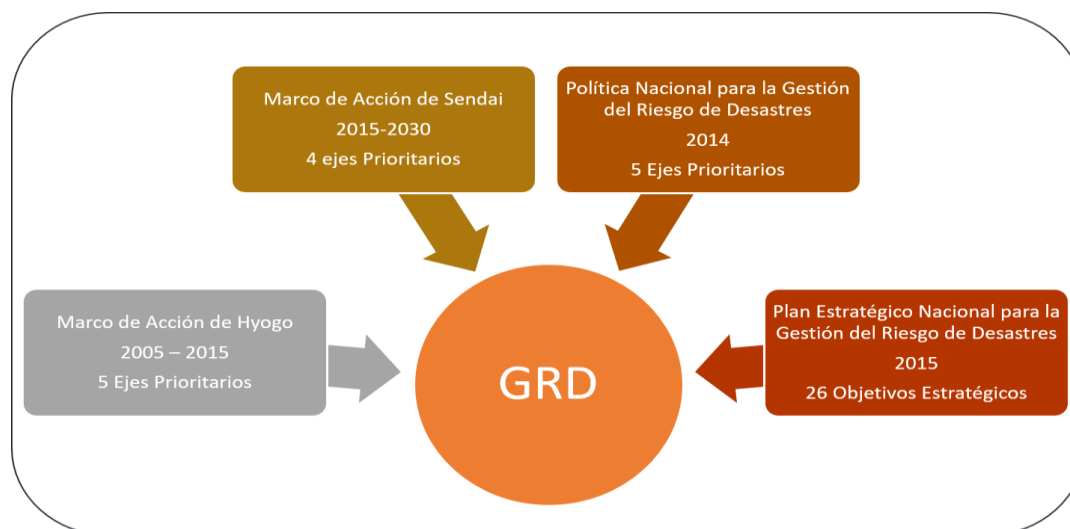 Marco de Acción de Sendai
2015-2030
4 ejes Prioritarios
Política Nacional para la Gestión
del Riesgo de Desastres
2014
5 Ejes Prioritarios
Marco de Acción de Hyogo
2005 – 2015
5 Ejes Prioritarios
Plan Estratégico Nacional para la
Gestión del Riesgo de Desastres
2015
26 Objetivos Estratégicos
GRD